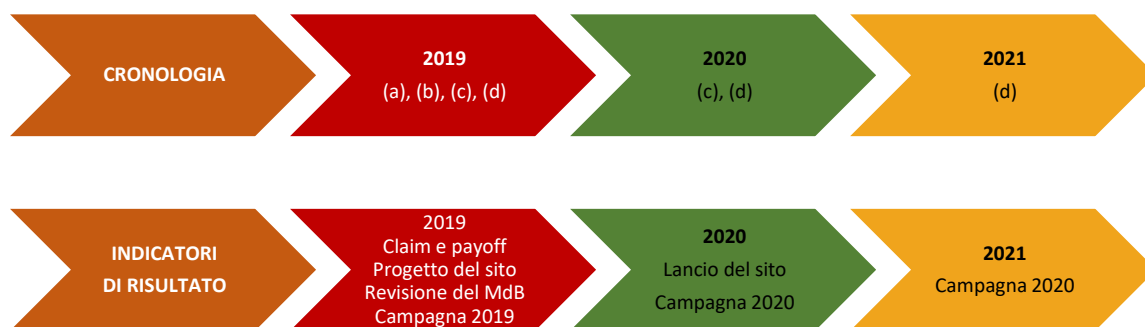 CRONOLOGIA
2019
(a), (b), (c), (d)
2020
(c), (d)
2021
(d)
INDICATORI
DI RISULTATO
2019
Claim e payoff
Progetto del sito
Revisione del MdB
Campagna 2019
2020
Lancio del sito
Campagna 2020
2021
Campagna 2020